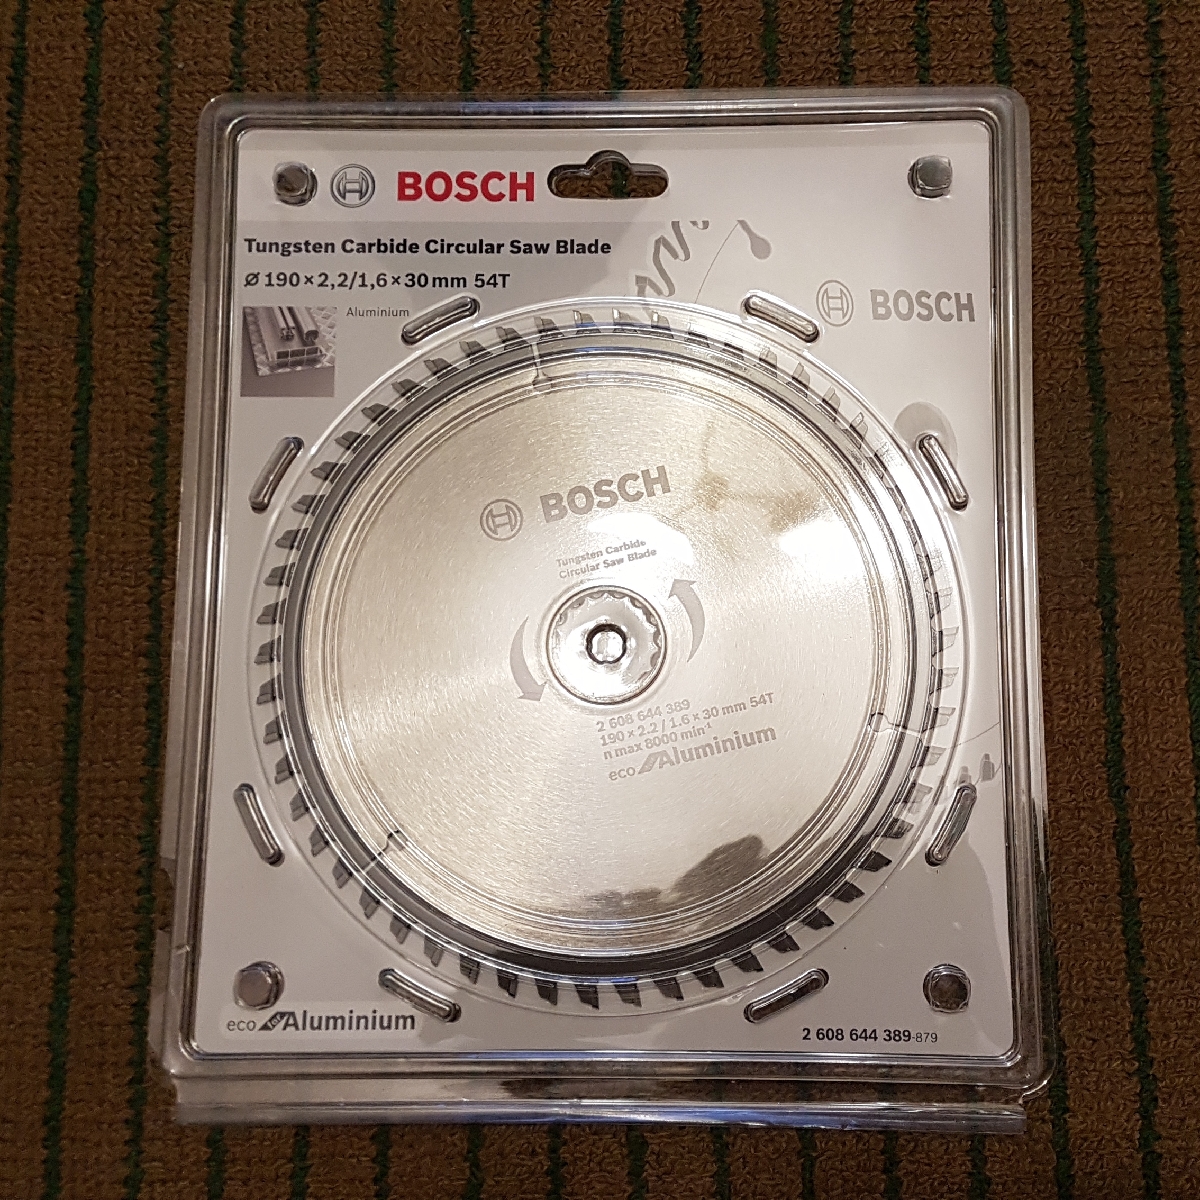 BOSCH
Tungsten Carbide Circular Saw Blade
Ø 190 × 2,2/1,6 × 30 mm 54T
Aluminium
BOSCH
BOSCH
Tungsten Carbide
Circular Saw Blade
2 608 644 389
190 × 2.2 / 1.6 × 30 mm 54T
n max 8000 min⁻¹
eco for Aluminium
eco for Aluminium
2 608 644 389-879